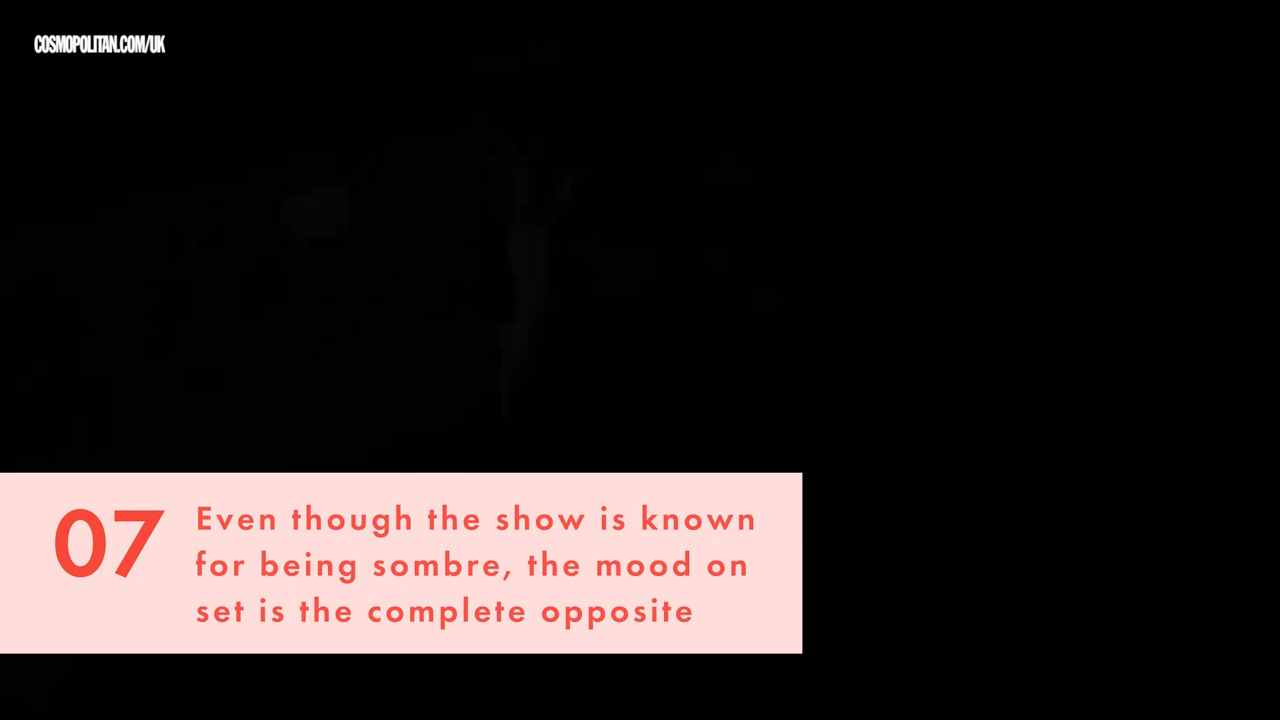 COSMOPOLITAN.COM/UK
07
Even though the show is known
for being sombre, the mood on
set is the complete opposite